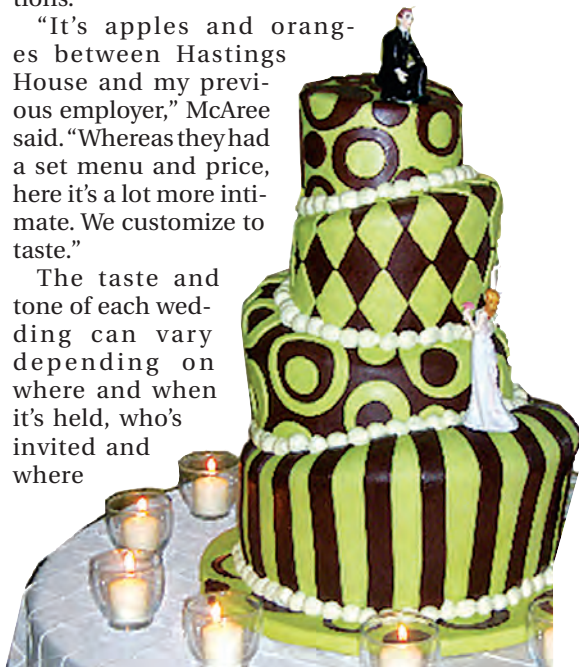 tions.
“It’s apples and orang-
es between Hastings
House and my previ-
ous employer,” McAree
said. “Whereas they had
a set menu and price,
here it’s a lot more inti-
mate. We customize to
taste.”
The taste and
tone of each wed-
ding can vary
depending on
where and when
it’s held, who’s
invited and
where